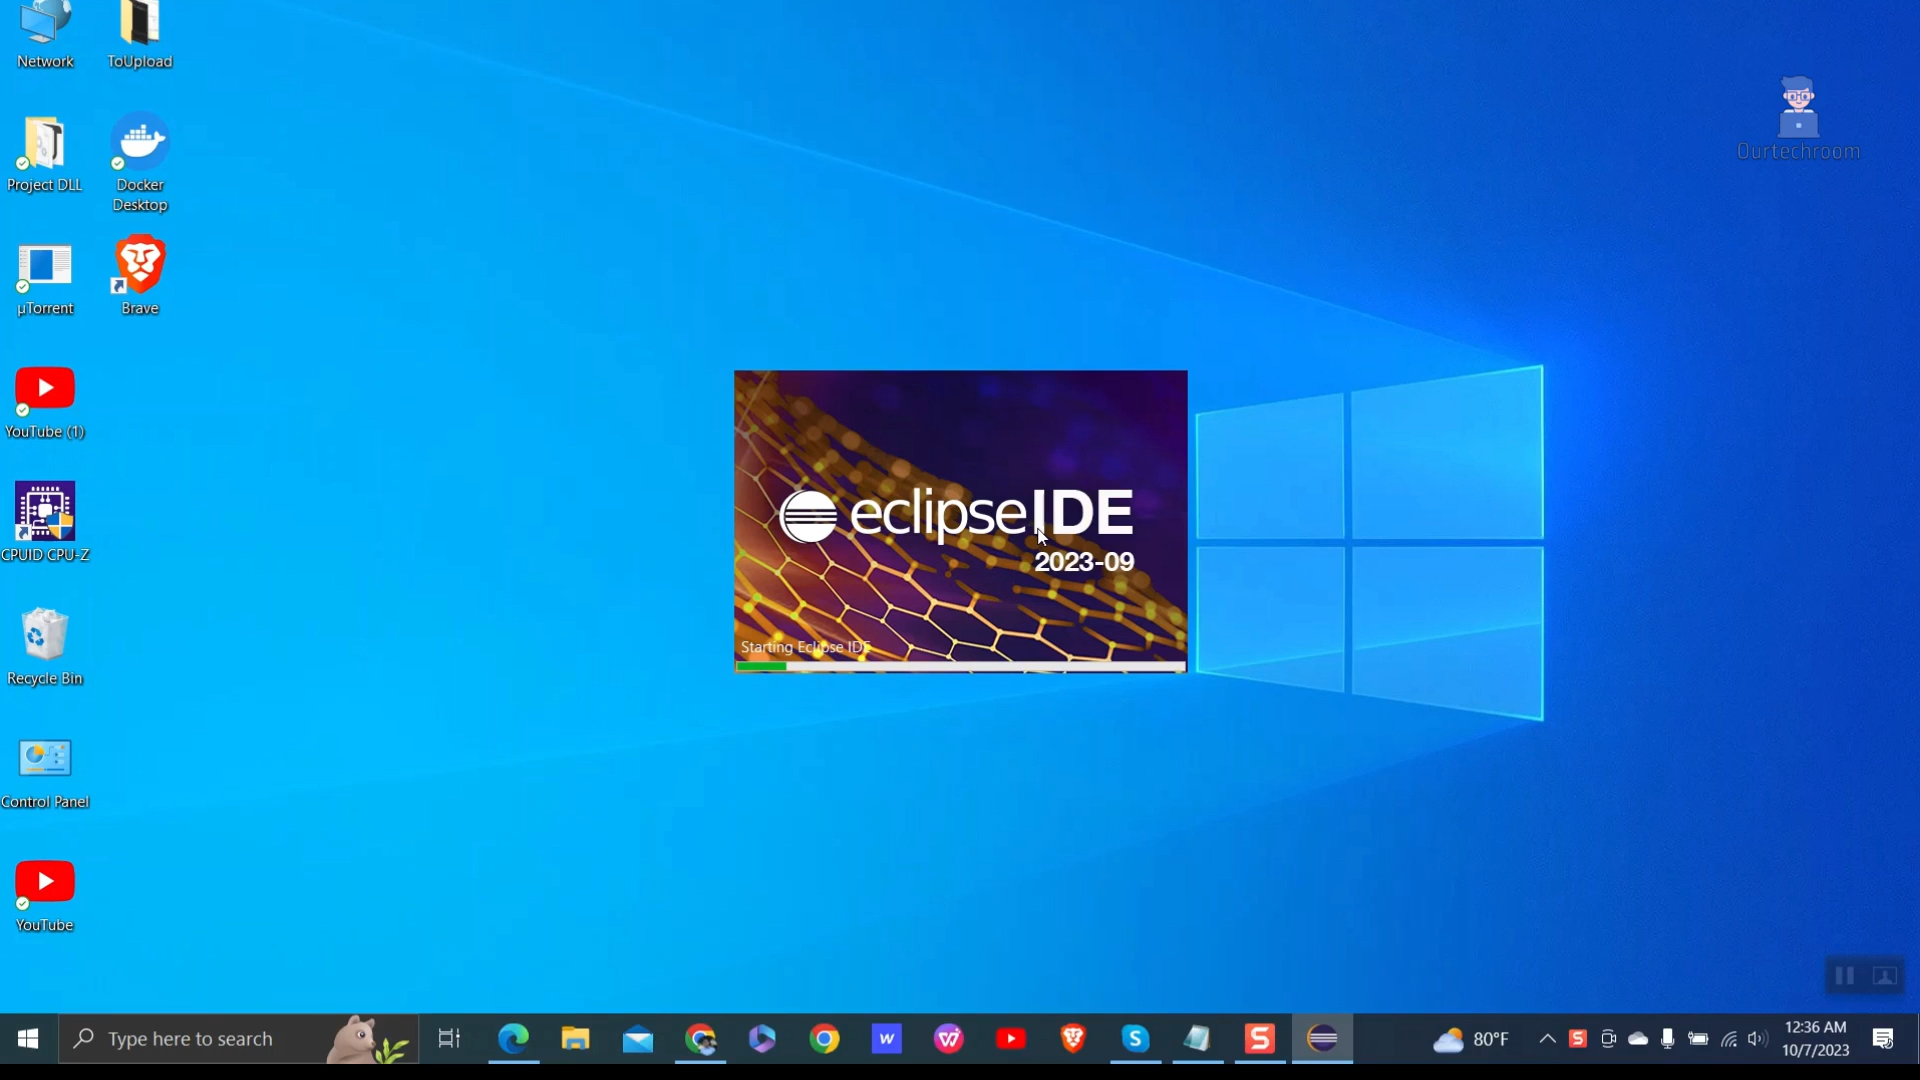 Network
ToUpload
Ourtechroom
Project DLL
Docker
Desktop
µTorrent
Brave
YouTube (1)
eclipseIDE
2023-09
CPUID CPU-Z
Starting Eclipse IDE
Recycle Bin
Control Panel
YouTube
Type here to search
80°F
12:36 AM
10/7/2023